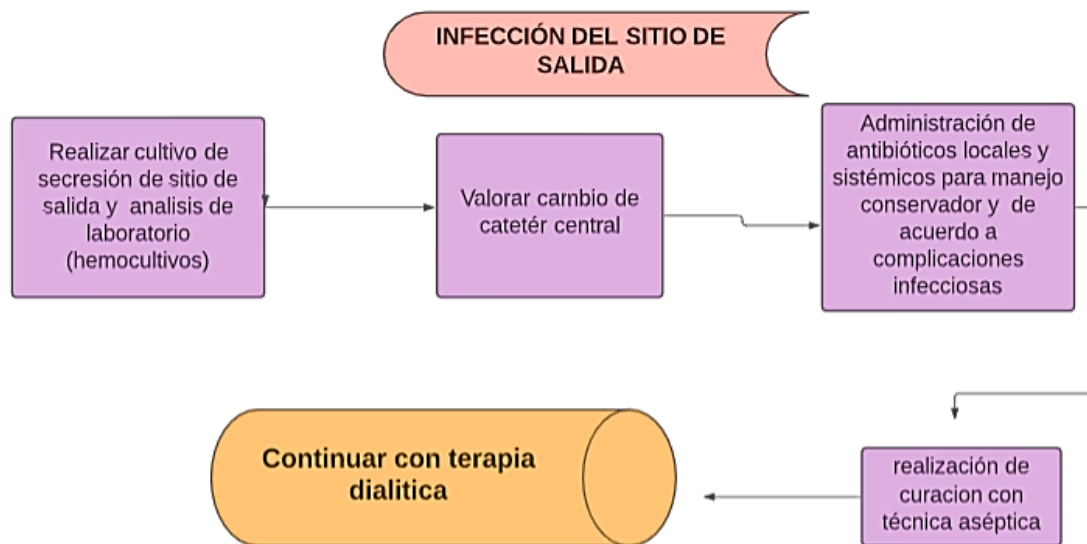 INFECCIÓN DEL SITIO DE
SALIDA
Realizar cultivo de
secresión de sitio de
salida y analisis de
laboratorio
(hemocultivos)
Valorar cambio de
catetér central
Administración de
antibióticos locales y
sistémicos para manejo
conservador y de
acuerdo a
complicaciones
infecciosas
realización de
curacion con
técnica aséptica
Continuar con terapia
dialitica